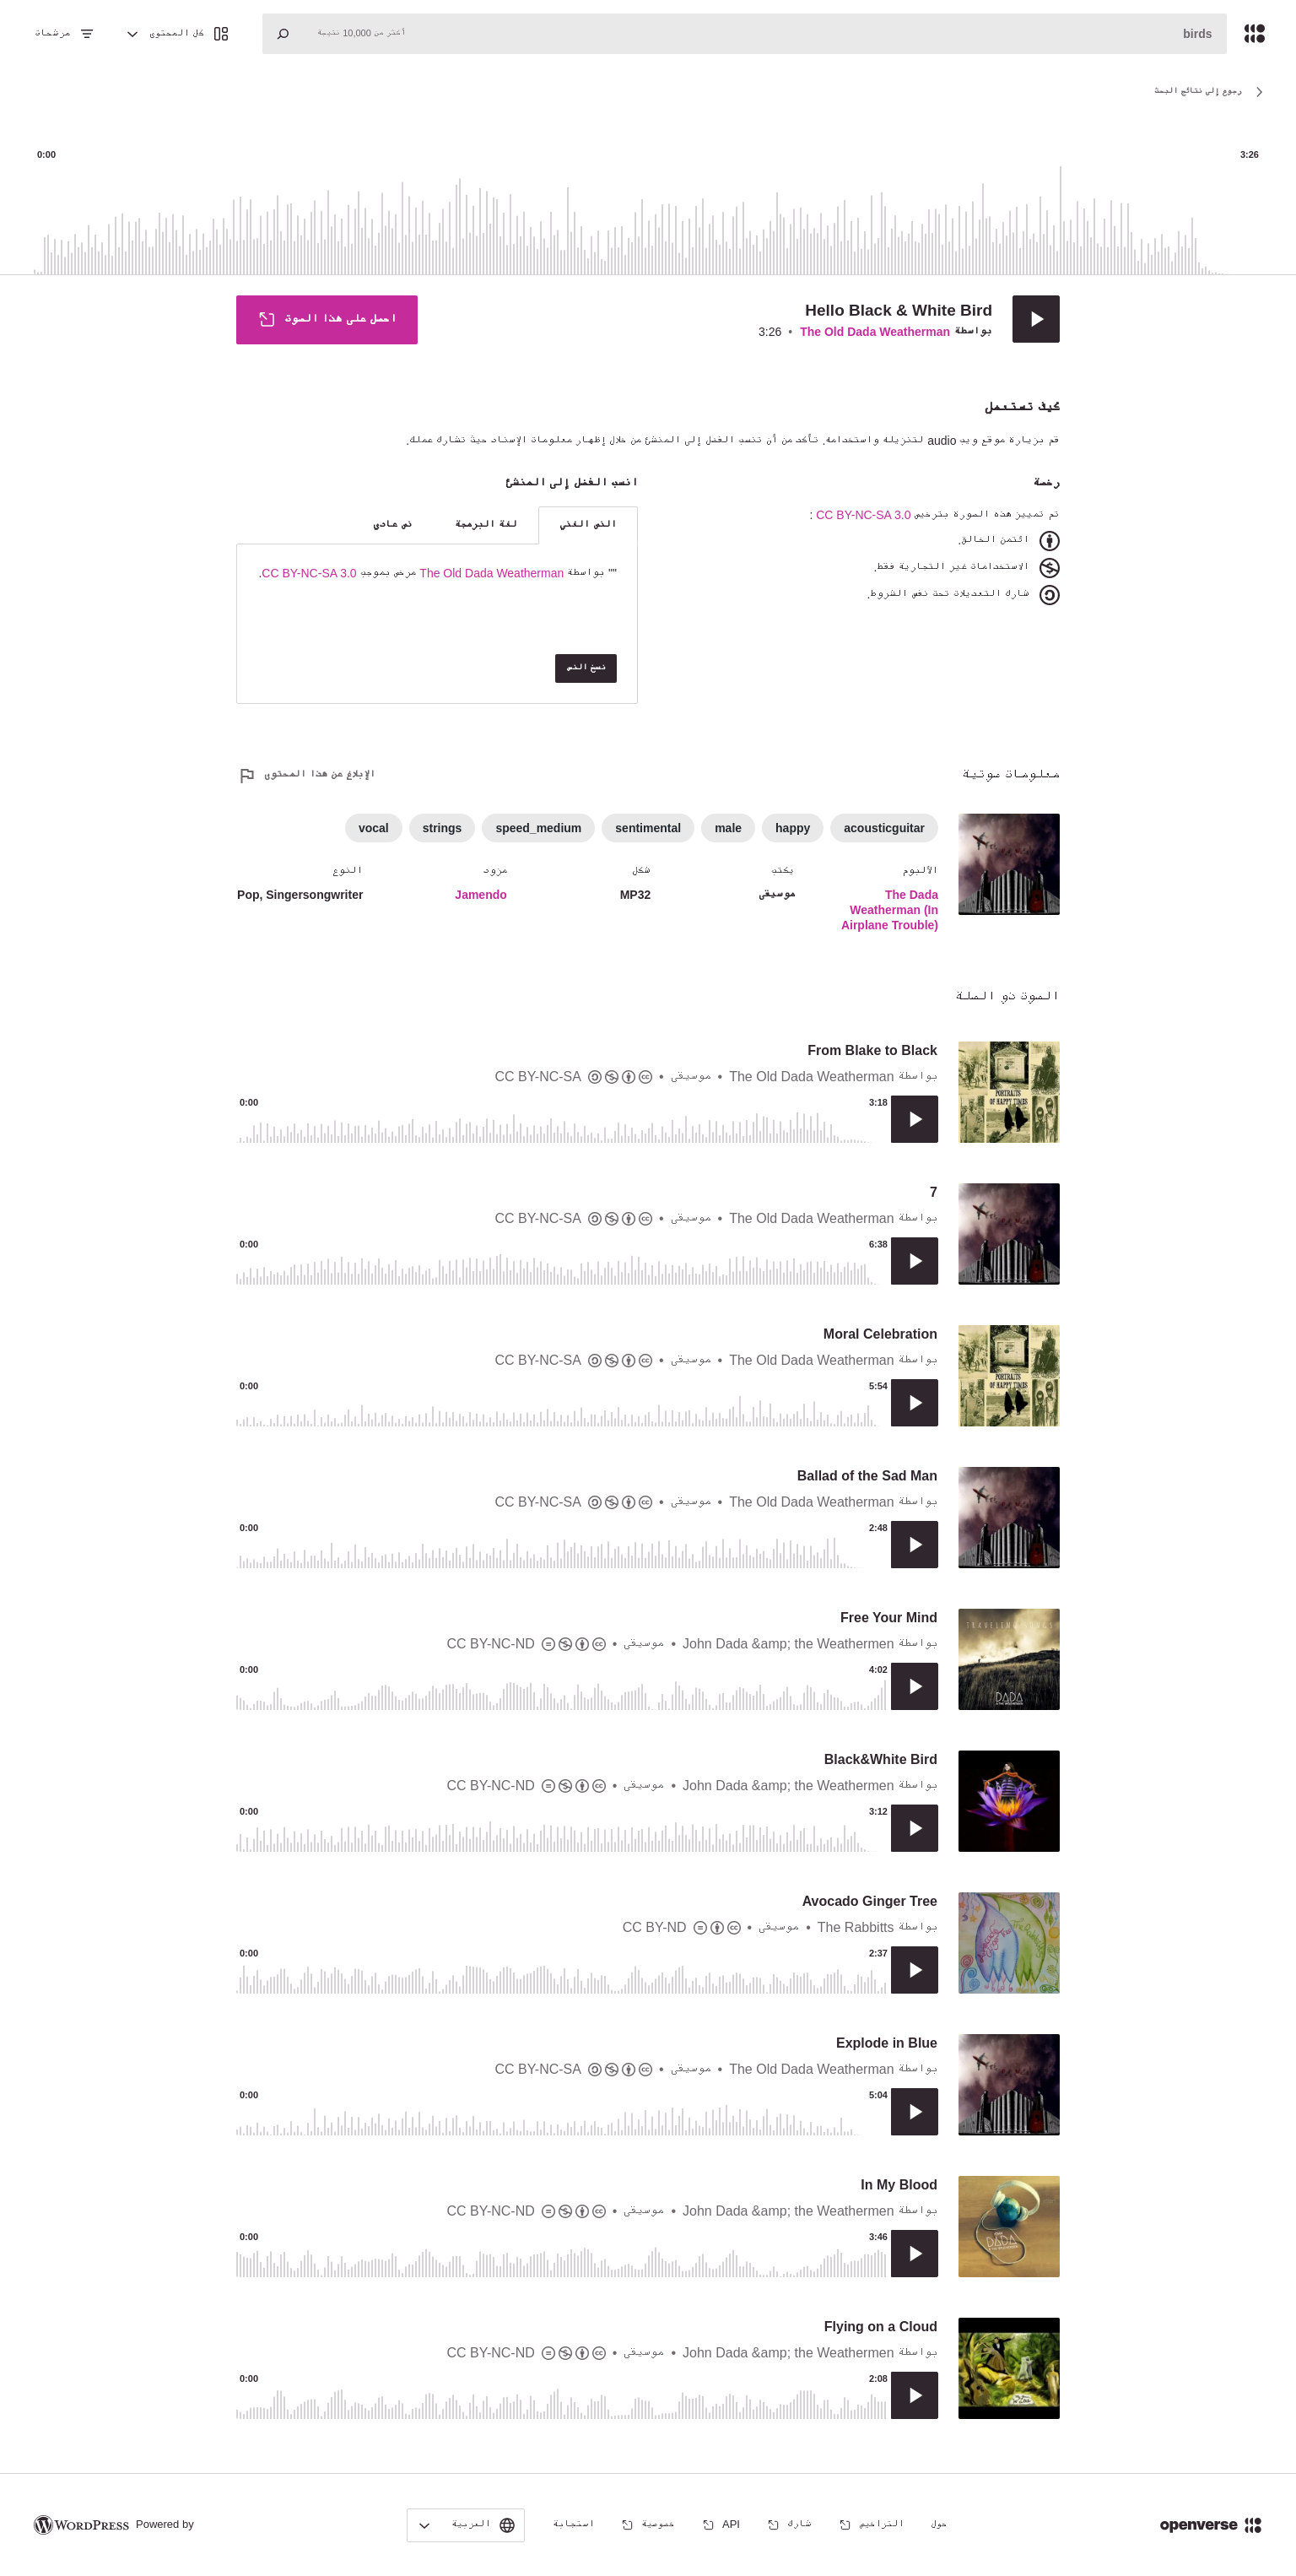 birds
أكثر من 10,000 نتيجة
كل المحتوى
مرشحات
رجوع إلى نتائج البحث
0:00
3:26
Hello Black & White Bird
بواسطة The Old Dada Weatherman • 3:26
احصل على هذا الصوت
كيف تستعمل
قم بزيارة موقع ويب audio لتنزيله واستخدامه. تأكد من أن تنسب الفضل إلى المنشئ من خلال إظهار معلومات الإسناد حيث تشارك عملك.
رخصة
تم تمييز هذه الصورة بترخيص CC BY-NC-SA 3.0 :
ائتمن الخالق.
الاستخدامات غير التجارية فقط.
شارك التعديلات تحت نفس الشروط.
انسب الفضل إلى المنشئ
النص الغني
لغة البرمجة
نص عادي
"" بواسطة The Old Dada Weatherman مرخص بموجب CC BY-NC-SA 3.0.
نسخ النص
معلومات صوتية
الإبلاغ عن هذا المحتوى
acousticguitar
happy
male
sentimental
speed_medium
strings
vocal
الألبوم
The Dada Weatherman (In Airplane Trouble)
يكتب
موسيقى
شكل
MP32
مزود
Jamendo
النوع
Pop, Singersongwriter
الصوت ذو الصلة
From Blake to Black
بواسطة The Old Dada Weatherman • موسيقى • CC BY-NC-SA
0:00
3:18
PORTRAITS OF HAPPY TIMES
7
بواسطة The Old Dada Weatherman • موسيقى • CC BY-NC-SA
0:00
6:38
Moral Celebration
بواسطة The Old Dada Weatherman • موسيقى • CC BY-NC-SA
0:00
5:54
PORTRAITS OF HAPPY TIMES
Ballad of the Sad Man
بواسطة The Old Dada Weatherman • موسيقى • CC BY-NC-SA
0:00
2:48
Free Your Mind
بواسطة John Dada &amp; the Weathermen • موسيقى • CC BY-NC-ND
0:00
4:02
DADA
Black&White Bird
بواسطة John Dada &amp; the Weathermen • موسيقى • CC BY-NC-ND
0:00
3:12
Avocado Ginger Tree
بواسطة The Rabbitts • موسيقى • CC BY-ND
0:00
2:37
Explode in Blue
بواسطة The Old Dada Weatherman • موسيقى • CC BY-NC-SA
0:00
5:04
In My Blood
بواسطة John Dada &amp; the Weathermen • موسيقى • CC BY-NC-ND
0:00
3:46
DADA
Flying on a Cloud
بواسطة John Dada &amp; the Weathermen • موسيقى • CC BY-NC-ND
0:00
2:08
openverse
حول
التراخيص
شارك
API
خصوصية
استجابة
العربية
Powered by WORDPRESS